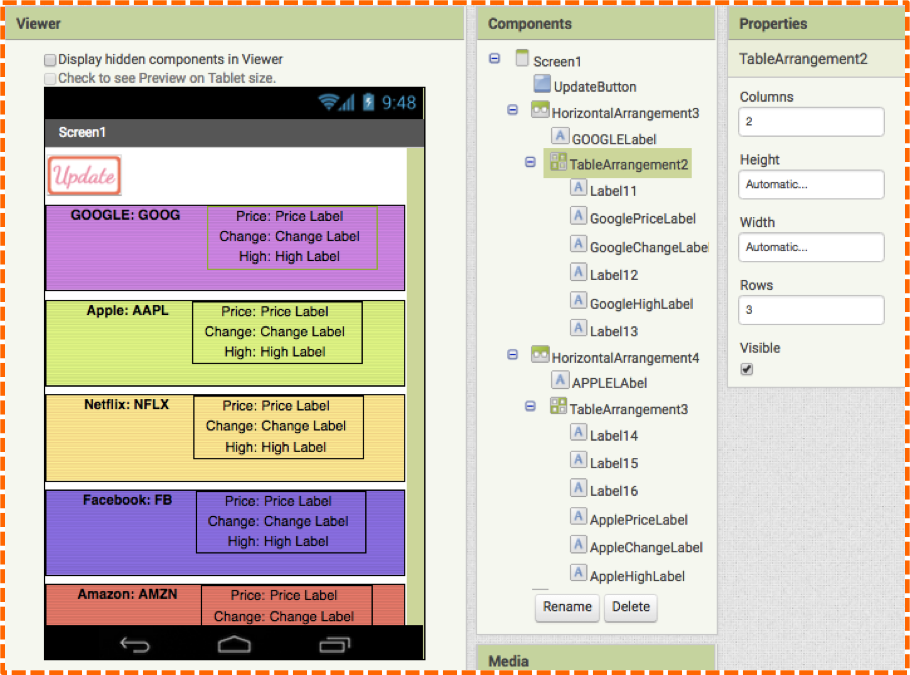 Viewer
Display hidden components in Viewer
Check to see Preview on Tablet size.
9:48
Screen1
Update
GOOGLE: GOOG
Price: Price Label
Change: Change Label
High: High Label
Apple: AAPL
Price: Price Label
Change: Change Label
High: High Label
Netflix: NFLX
Price: Price Label
Change: Change Label
High: High Label
Facebook: FB
Price: Price Label
Change: Change Label
High: High Label
Amazon: AMZN
Price: Price Label
Change: Change Label
Components
Screen1
UpdateButton
HorizontalArrangement3
A GOOGLELabel
TableArrangement2
A Label11
A GooglePriceLabel
A GoogleChangeLabe
A Label12
A GoogleHighLabel
A Label13
HorizontalArrangement4
A APPLELAbel
TableArrangement3
A Label14
A Label15
A Label16
A ApplePriceLabel
A AppleChangeLabel
A AppleHighLabel
Rename Delete
Media
Properties
TableArrangement2
Columns
2
Height
Automatic...
Width
Automatic...
Rows
3
Visible